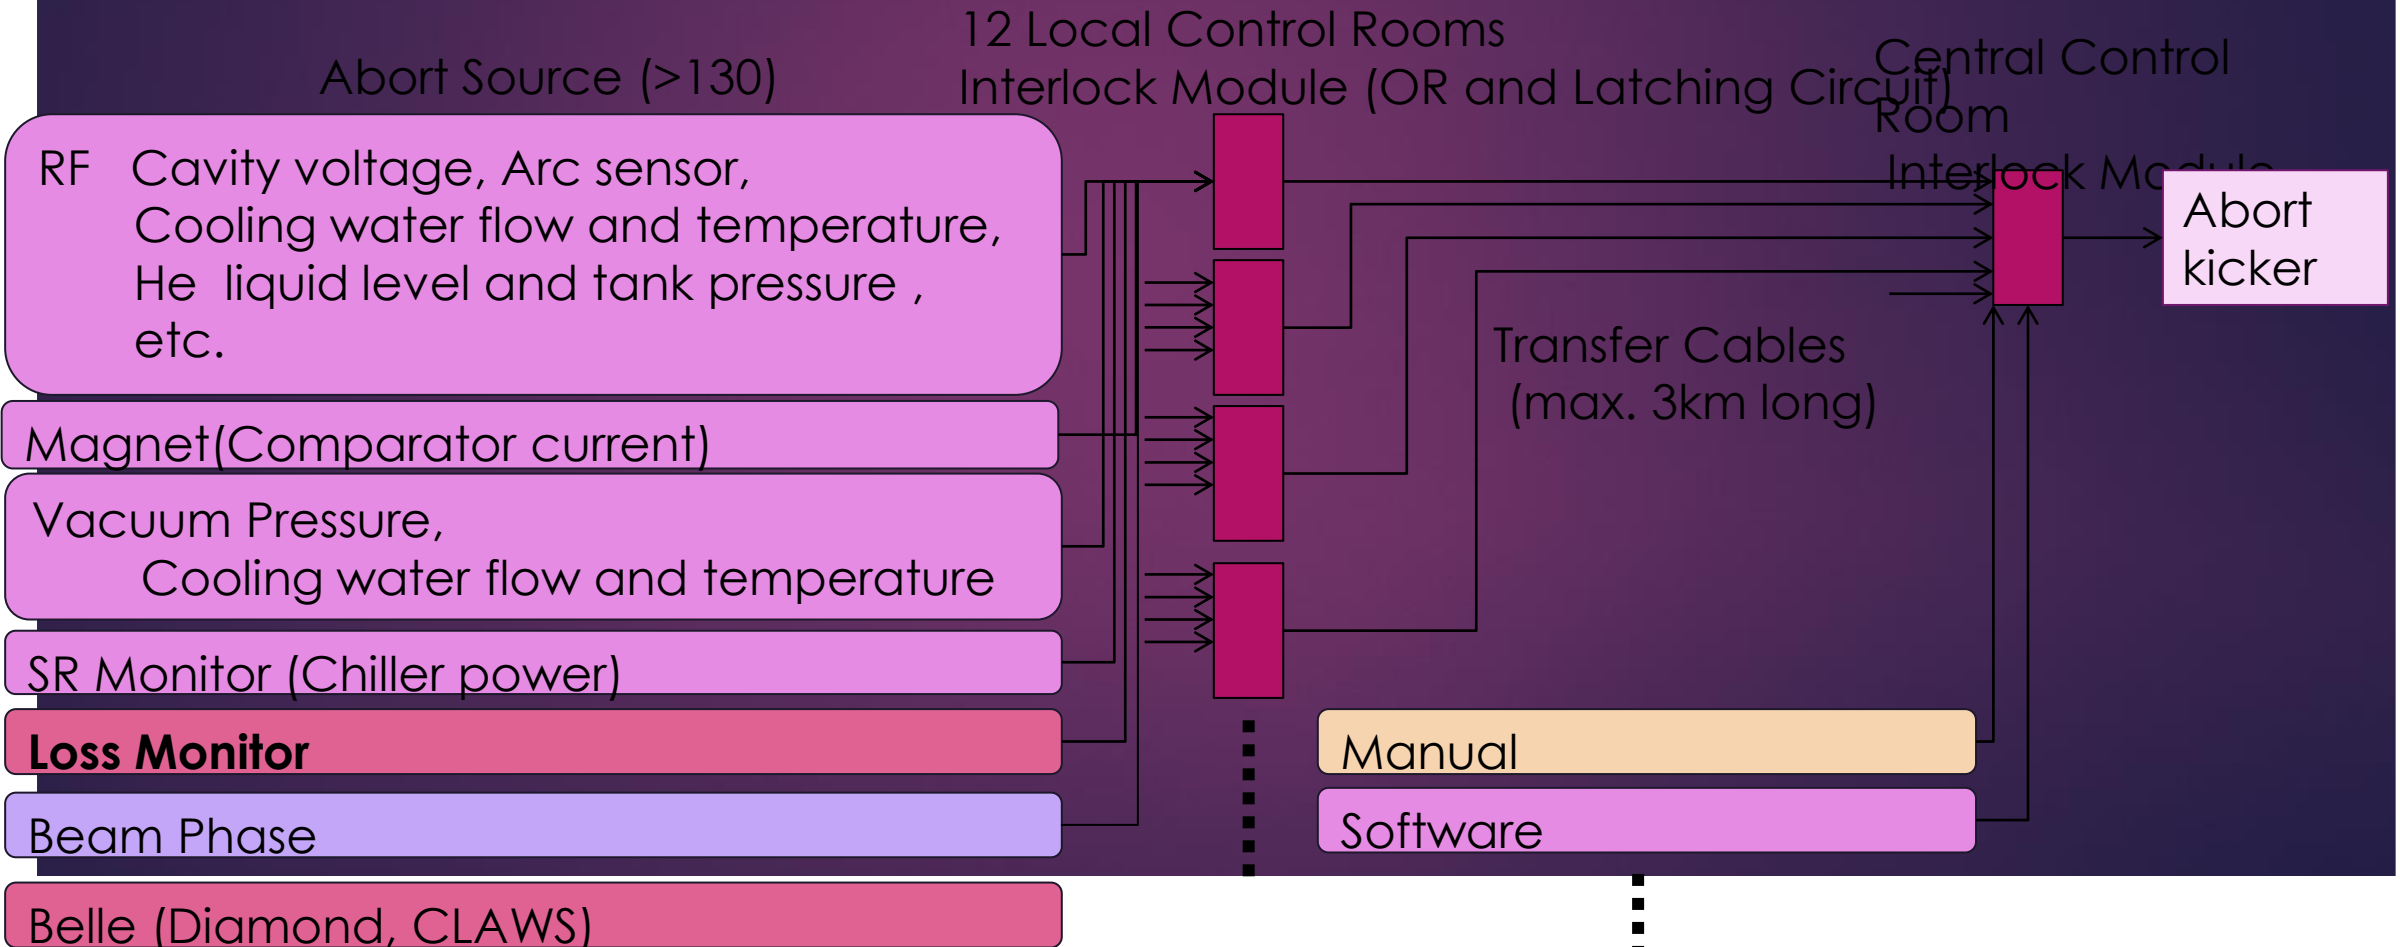 12 Local Control Rooms
Interlock Module (OR and Latching Circuit)
Central Control
Room
Interlock Module
Abort Source (>130)
RF Cavity voltage, Arc sensor,
Cooling water flow and temperature,
He liquid level and tank pressure ,
etc.
Magnet(Comparator current)
Vacuum Pressure,
Cooling water flow and temperature
SR Monitor (Chiller power)
Loss Monitor
Beam Phase
Belle (Diamond, CLAWS)
Transfer Cables
(max. 3km long)
Manual
Software
Abort
kicker